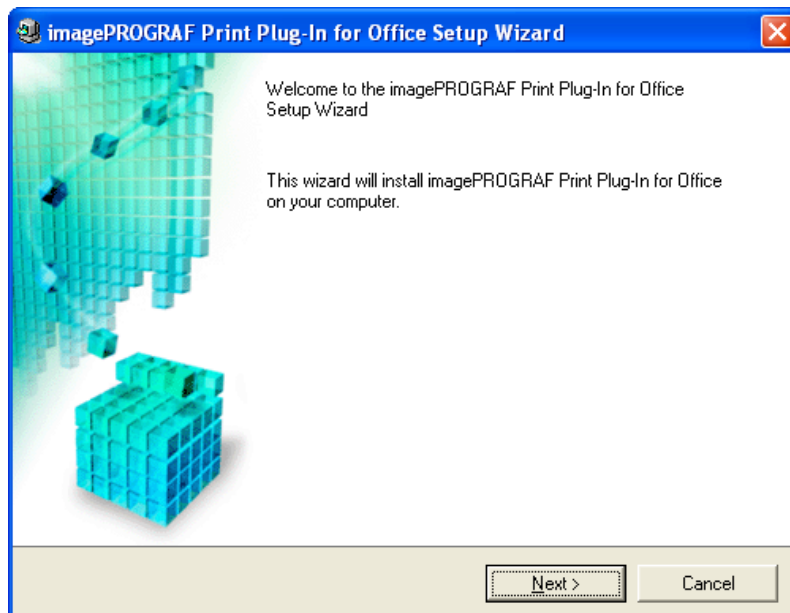 imagePROGRAF Print Plug-In for Office Setup Wizard
Welcome to the imagePROGRAF Print Plug-In for Office
Setup Wizard
This wizard will install imagePROGRAF Print Plug-In for Office
on your computer.
Next >
Cancel